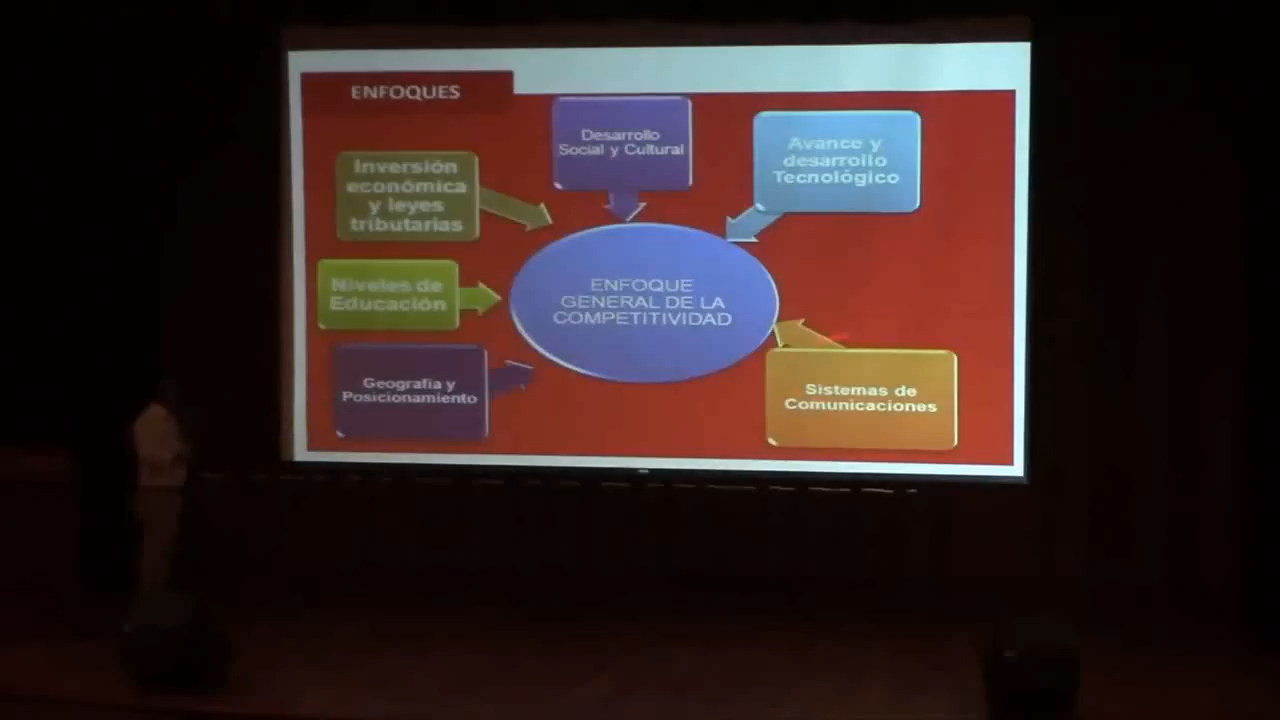 ENFOQUES
Desarrollo
Social y Cultural
Avance y
desarrollo
Tecnológico
Inversión
económica
y leyes
tributarias
ENFOQUE
GENERAL DE LA
COMPETITIVIDAD
Niveles de
Educación
Geografía y
Posicionamiento
Sistemas de
Comunicaciones